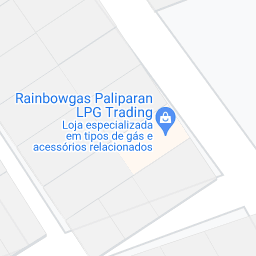 Rainbowgas Paliparan
LPG Trading
Loja especializada
em tipos de gás e
acessórios relacionados